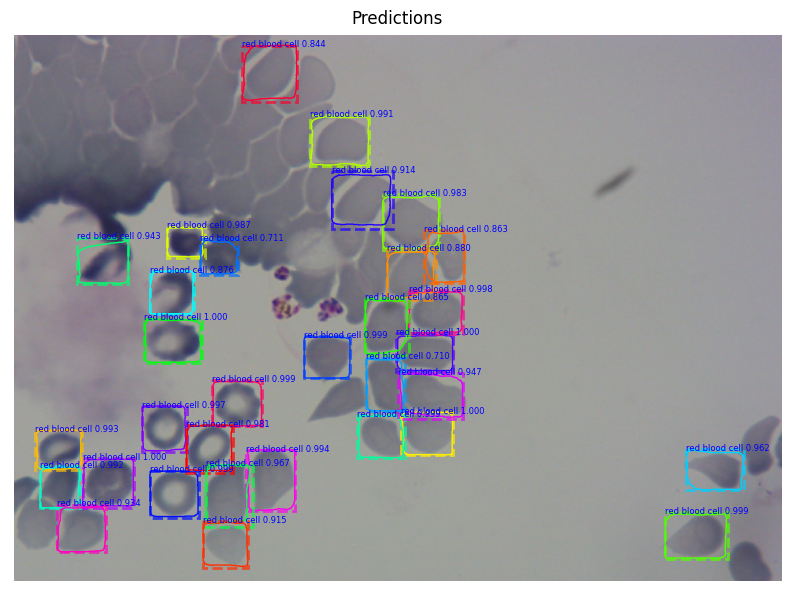 Predictions
red blood cell 0.844
red blood cell 0.991
red blood cell 0.914
red blood cell 0.983
red blood cell 0.987
red blood cell 0.863
red blood cell 0.943
red blood cell 0.711
red blood cell 0.880
red blood cell 0.876
red blood cell 0.998
red blood cell 0.865
red blood cell 1.000
red blood cell 1.000
red blood cell 0.999
red blood cell 0.710
red blood cell 0.947
red blood cell 0.999
red blood cell 0.997
red blood cell 1.000
red blood cell
red blood cell 0.981
red blood cell 0.993
red blood cell 0.994
red blood cell 0.962
red blood cell 1.000
red blood cell 0.967
red blood cell 0.992
red blood cell
red blood cell 0.934
red blood cell 0.999
red blood cell 0.915